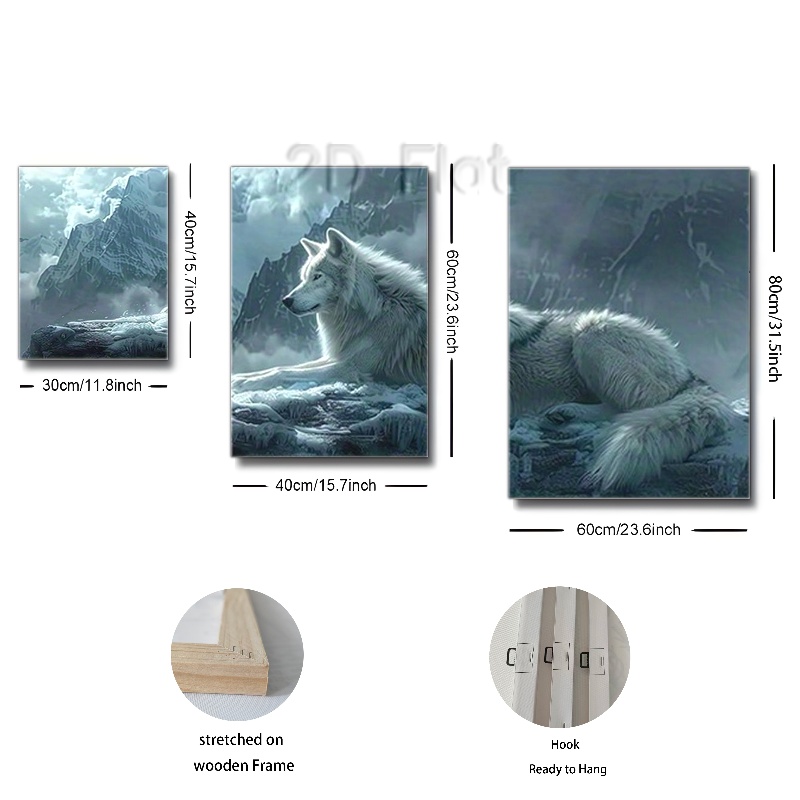 2D Flat
40cm/15.7inch
60cm/23.6inch
80cm/31.5inch
30cm/11.8inch
40cm/15.7inch
60cm/23.6inch
stretched on
wooden Frame
Hook
Ready to Hang